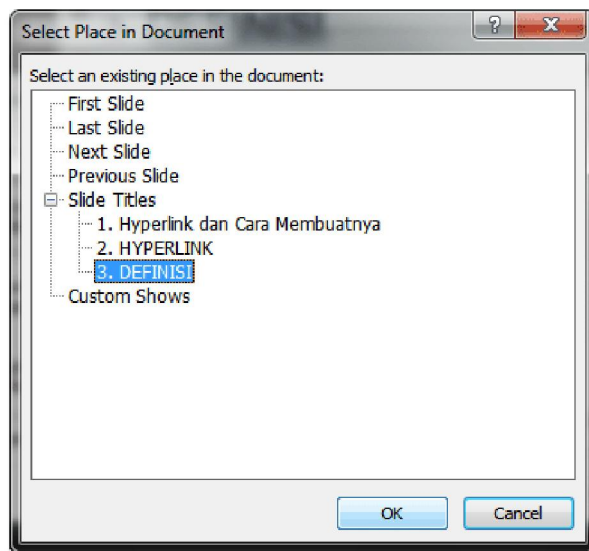 Select Place in Document
Select an existing place in the document:
First Slide
Last Slide
Next Slide
Previous Slide
Slide Titles
1. Hyperlink dan Cara Membuatnya
2. HYPERLINK
3. DEFINISI
Custom Shows
OK
Cancel